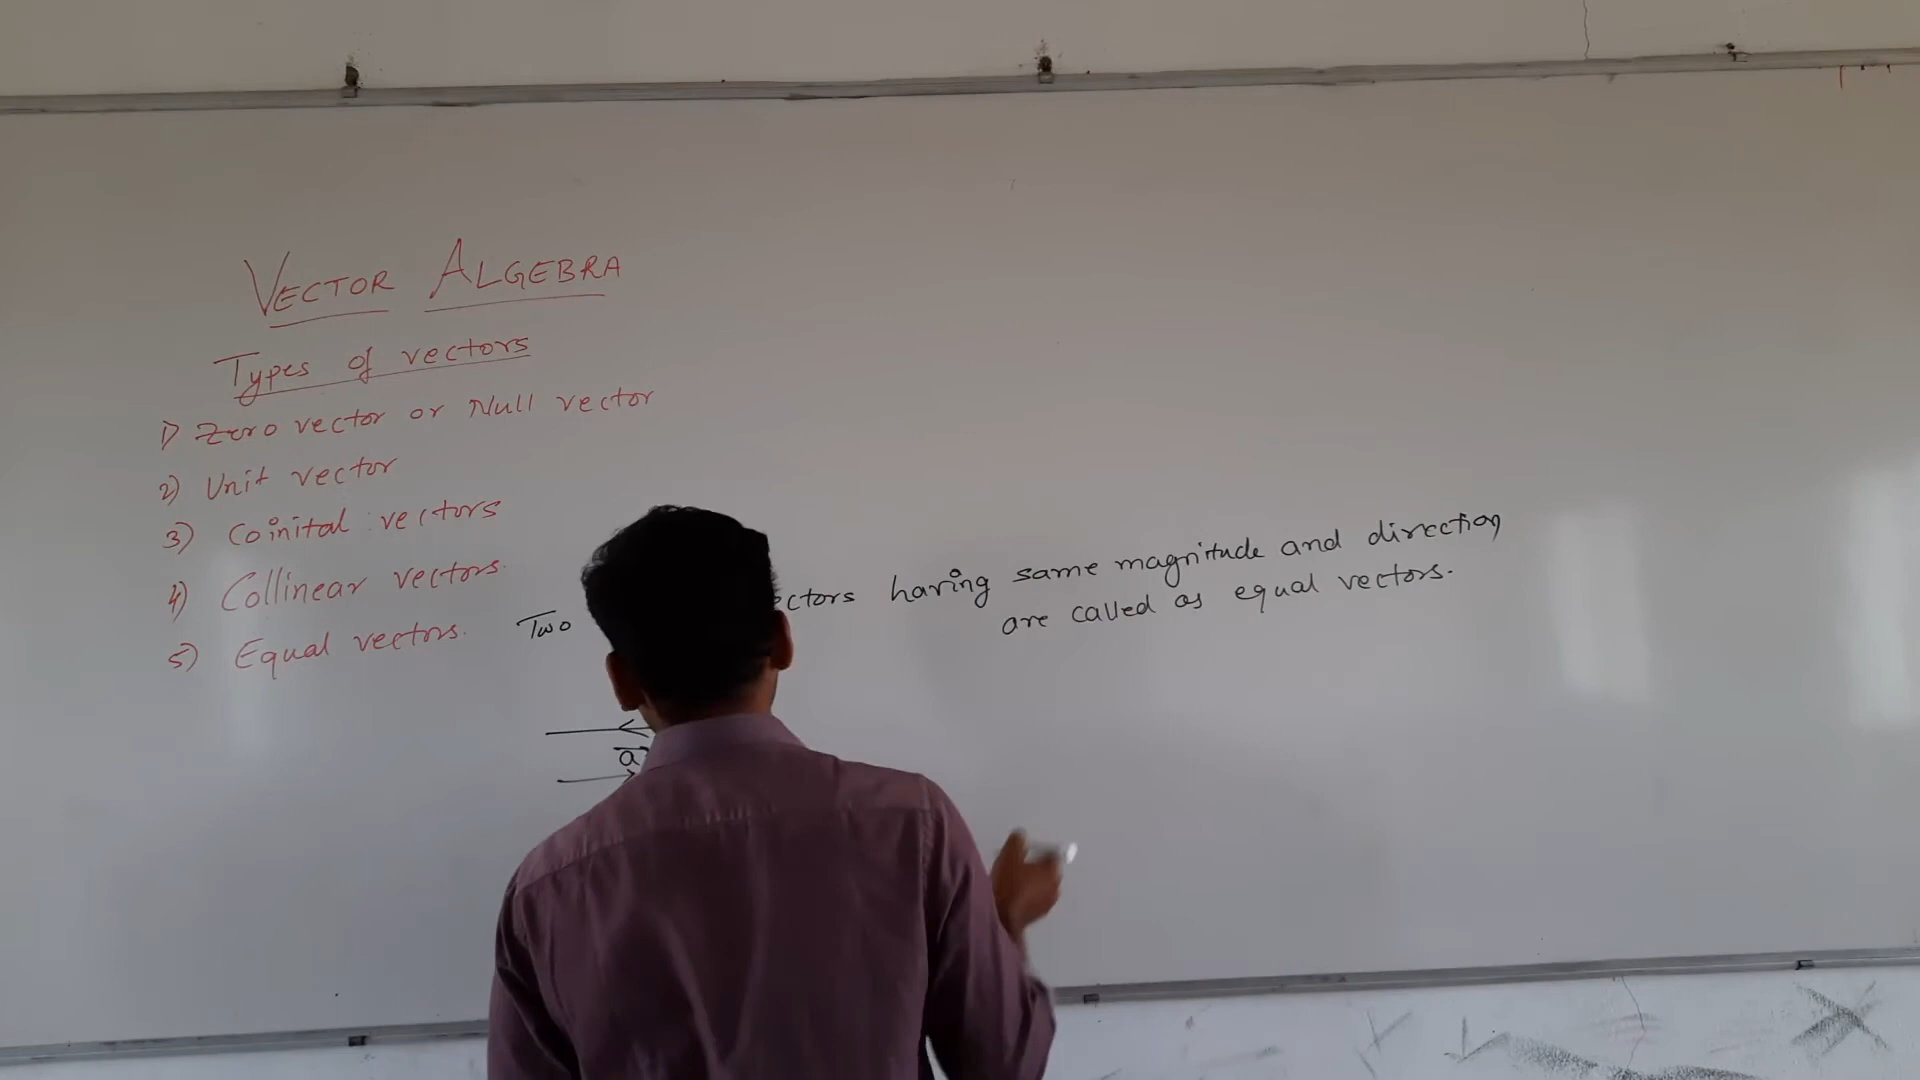 VECTOR ALGEBRA
Types of vectors
1) Zero vector or Null vector
2) Unit vector
3) Coinital vectors
4) Collinear vectors.
5) Equal vectors. Two ectors having same magnitude and direction
are called as equal vectors.
a